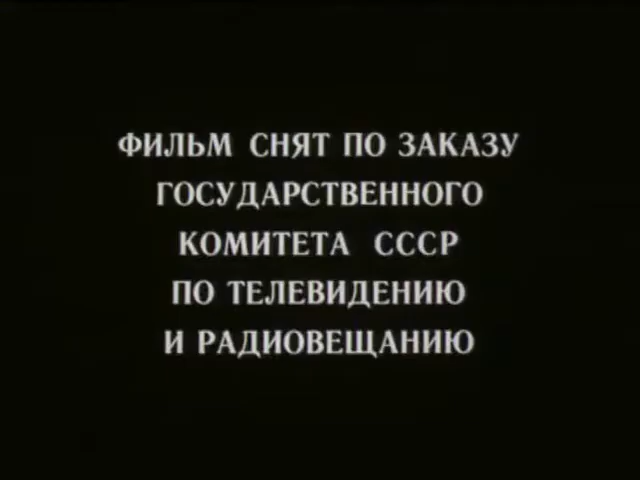 ФИЛЬМ СНЯТ ПО ЗАКАЗУ
ГОСУДАРСТВЕННОГО
КОМИТЕТА СССР
ПО ТЕЛЕВИДЕНИЮ
И РАДИОВЕЩАНИЮ